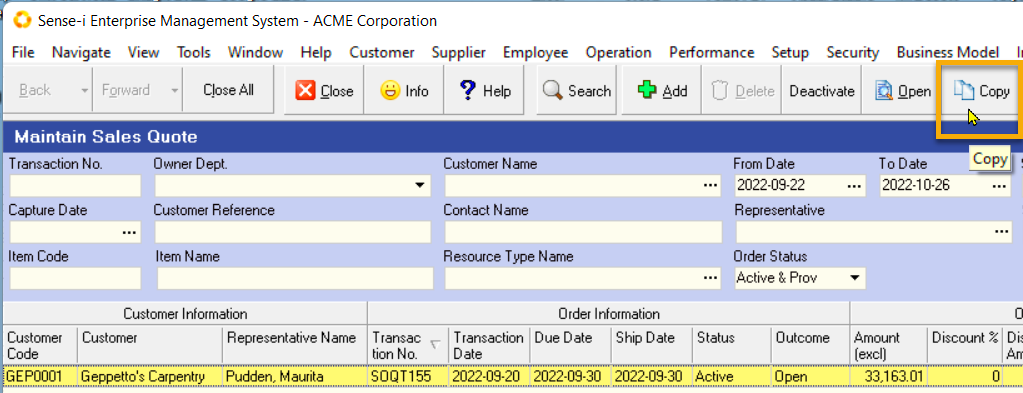 Sense-i Enterprise Management System - ACME Corporation
File Navigate View Tools Window Help Customer Supplier Employee Operation Performance Setup Security Business Model
Back Forward Close All Close Info Help Search Add Delete Deactivate Open Copy
Maintain Sales Quote
Copy
Transaction No. Owner Dept. Customer Name From Date To Date
2022-09-22 2022-10-26
Capture Date Customer Reference Contact Name Representative
Item Code Item Name Resource Type Name Order Status
Active & Prov
Customer Information Order Information
Customer Code Customer Representative Name Transac tion No. Transaction Date Due Date Ship Date Status Outcome Amount (excl) Discount %
GEP0001 Geppetto's Carpentry Pudden, Maurita SOQT155 2022-09-20 2022-09-30 2022-09-30 Active Open 33,163.01 0